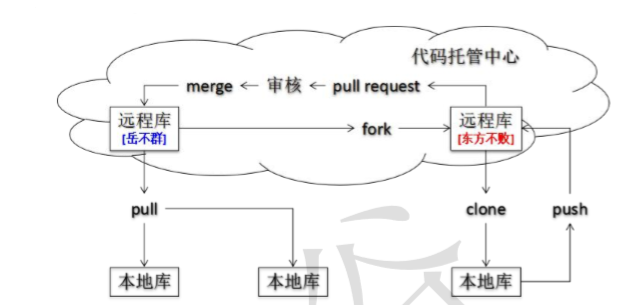 代码托管中心
merge
审核
pull request
远程库
[岳不群]
fork
远程库
[东方不败]
pull
clone
push
本地库
本地库
本地库